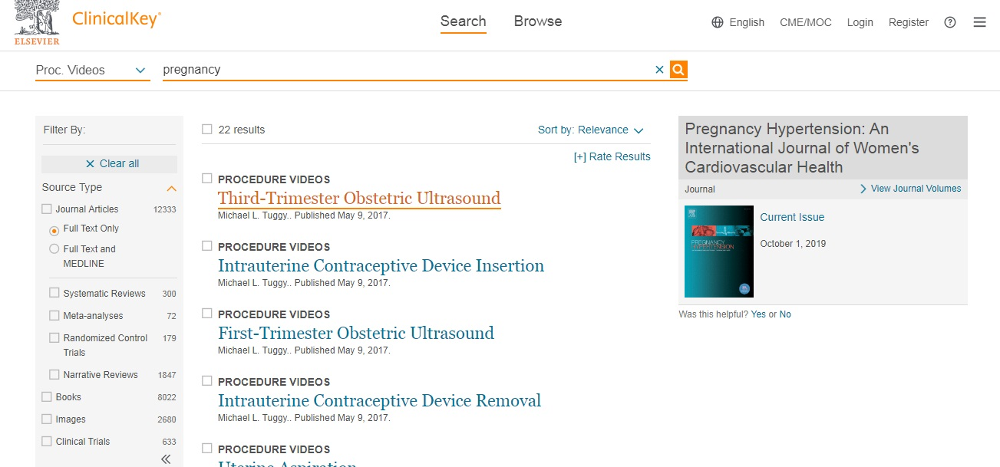 ELSEVIER
ClinicalKey®
Search
Browse
English
CME/MOC
Login
Register
?
Proc. Videos
pregnancy
Filter By:
Clear all
Source Type
Journal Articles 12333
Full Text Only
Full Text and
MEDLINE
Systematic Reviews 300
Meta-analyses 72
Randomized Control 179
Trials
Narrative Reviews 1847
Books 8022
Images 2680
Clinical Trials 633
22 results
Sort by: Relevance
[+] Rate Results
PROCEDURE VIDEOS
Third-Trimester Obstetric Ultrasound
Michael L. Tuggy.. Published May 9, 2017.
PROCEDURE VIDEOS
Intrauterine Contraceptive Device Insertion
Michael L. Tuggy.. Published May 9, 2017.
PROCEDURE VIDEOS
First-Trimester Obstetric Ultrasound
Michael L. Tuggy.. Published May 9, 2017.
PROCEDURE VIDEOS
Intrauterine Contraceptive Device Removal
Michael L. Tuggy.. Published May 9, 2017.
PROCEDURE VIDEOS
Uterine Aspiration
Pregnancy Hypertension: An
International Journal of Women's
Cardiovascular Health
Journal
View Journal Volumes
PREGNANCY
HYPERTENSION
Current Issue
October 1, 2019
Was this helpful? Yes or No